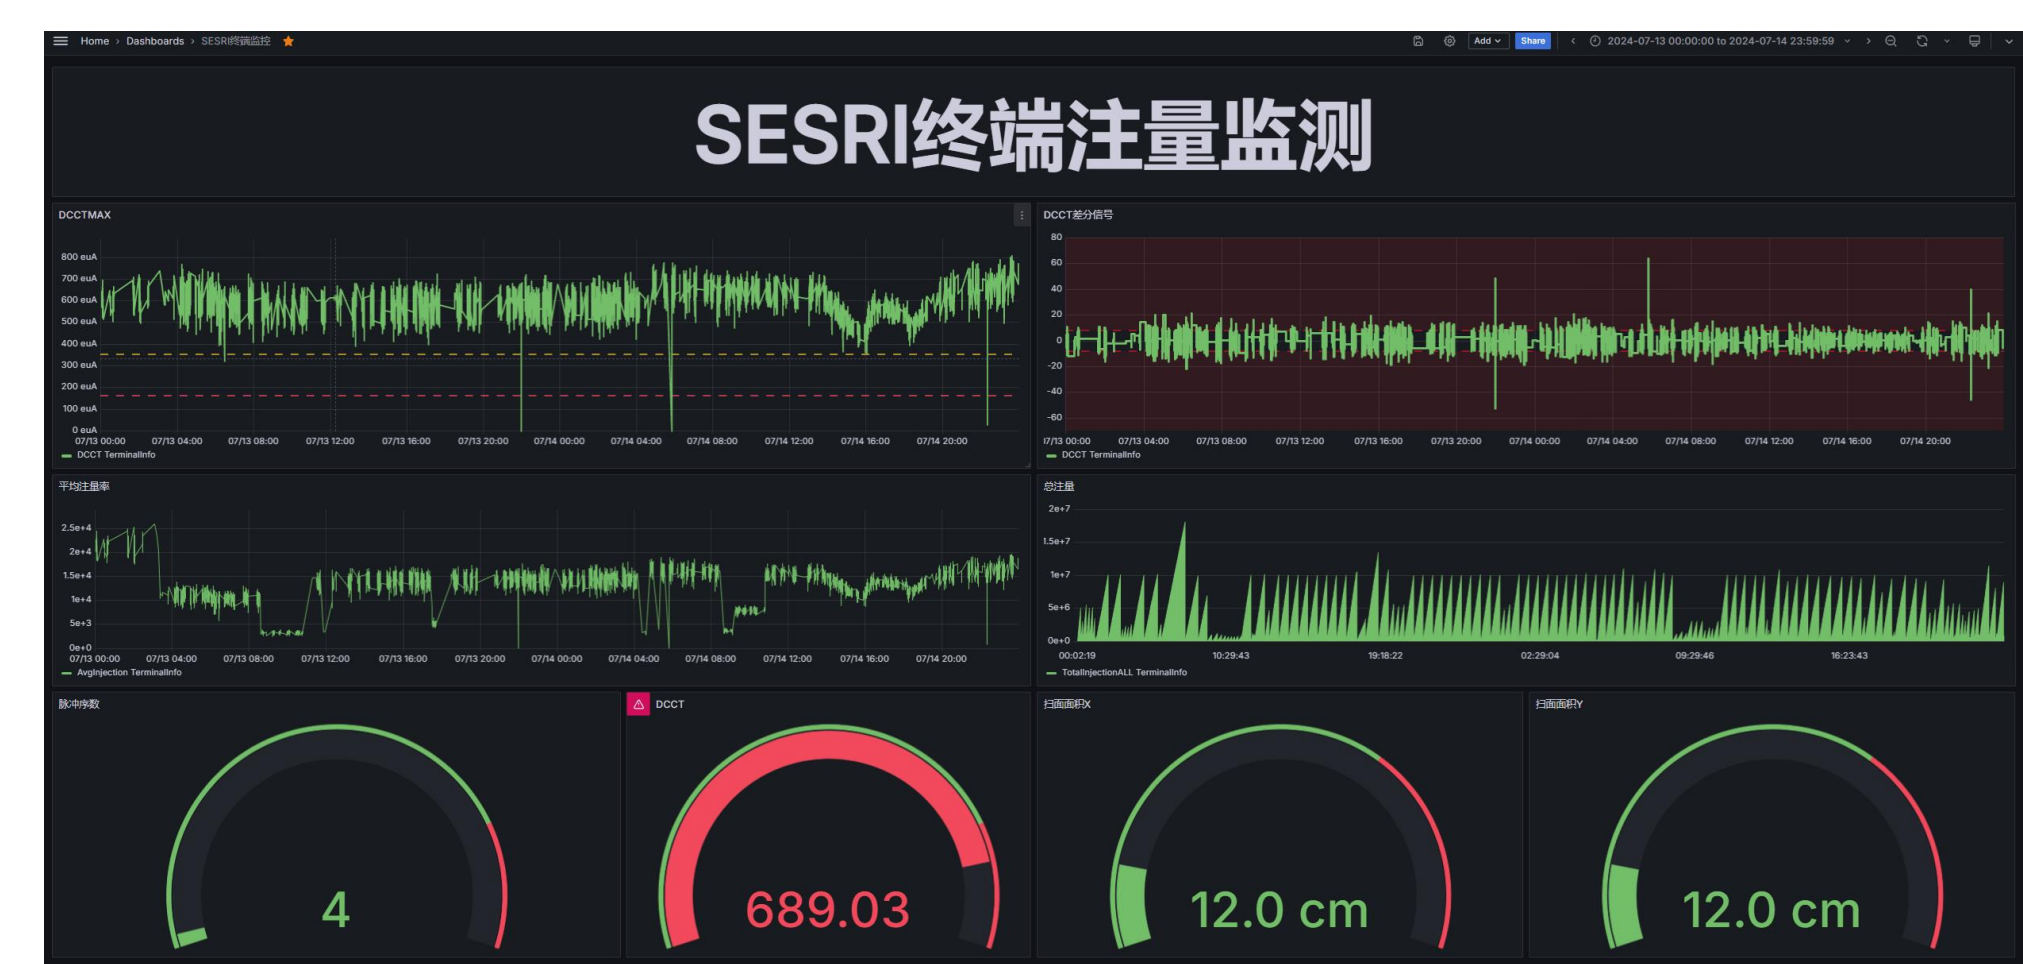 Home › Dashboards › SESRI终端监控
Add
Share
2024-07-13 00:00:00 to 2024-07-14 23:59:59
SESRI终端注量监测
DCCTMAX
800 euA
700 euA
600 euA
500 euA
400 euA
300 euA
200 euA
100 euA
0 euA
07/13 00:00 07/13 04:00 07/13 08:00 07/13 12:00 07/13 16:00 07/13 20:00 07/14 00:00 07/14 04:00 07/14 08:00 07/14 12:00 07/14 16:00 07/14 20:00
DCCT TerminalInfo
DCCT差分信号
80
60
40
20
0
-20
-40
-60
07/13 00:00 07/13 04:00 07/13 08:00 07/13 12:00 07/13 16:00 07/13 20:00 07/14 00:00 07/14 04:00 07/14 08:00 07/14 12:00 07/14 16:00 07/14 20:00
DCCT TerminalInfo
平均注量率
2.5e+4
2e+4
1.5e+4
1e+4
5e+3
0e+0
07/13 00:00 07/13 04:00 07/13 08:00 07/13 12:00 07/13 16:00 07/13 20:00 07/14 00:00 07/14 04:00 07/14 08:00 07/14 12:00 07/14 16:00 07/14 20:00
AvgInjection TerminalInfo
总注量
2e+7
1.5e+7
1e+7
5e+6
0e+0
00:02:19 10:29:43 19:18:22 02:29:04 09:29:46 16:23:43
TotalInjectionALL TerminalInfo
脉冲序数
4
DCCT
689.03
扫面面积X
12.0 cm
扫面面积Y
12.0 cm